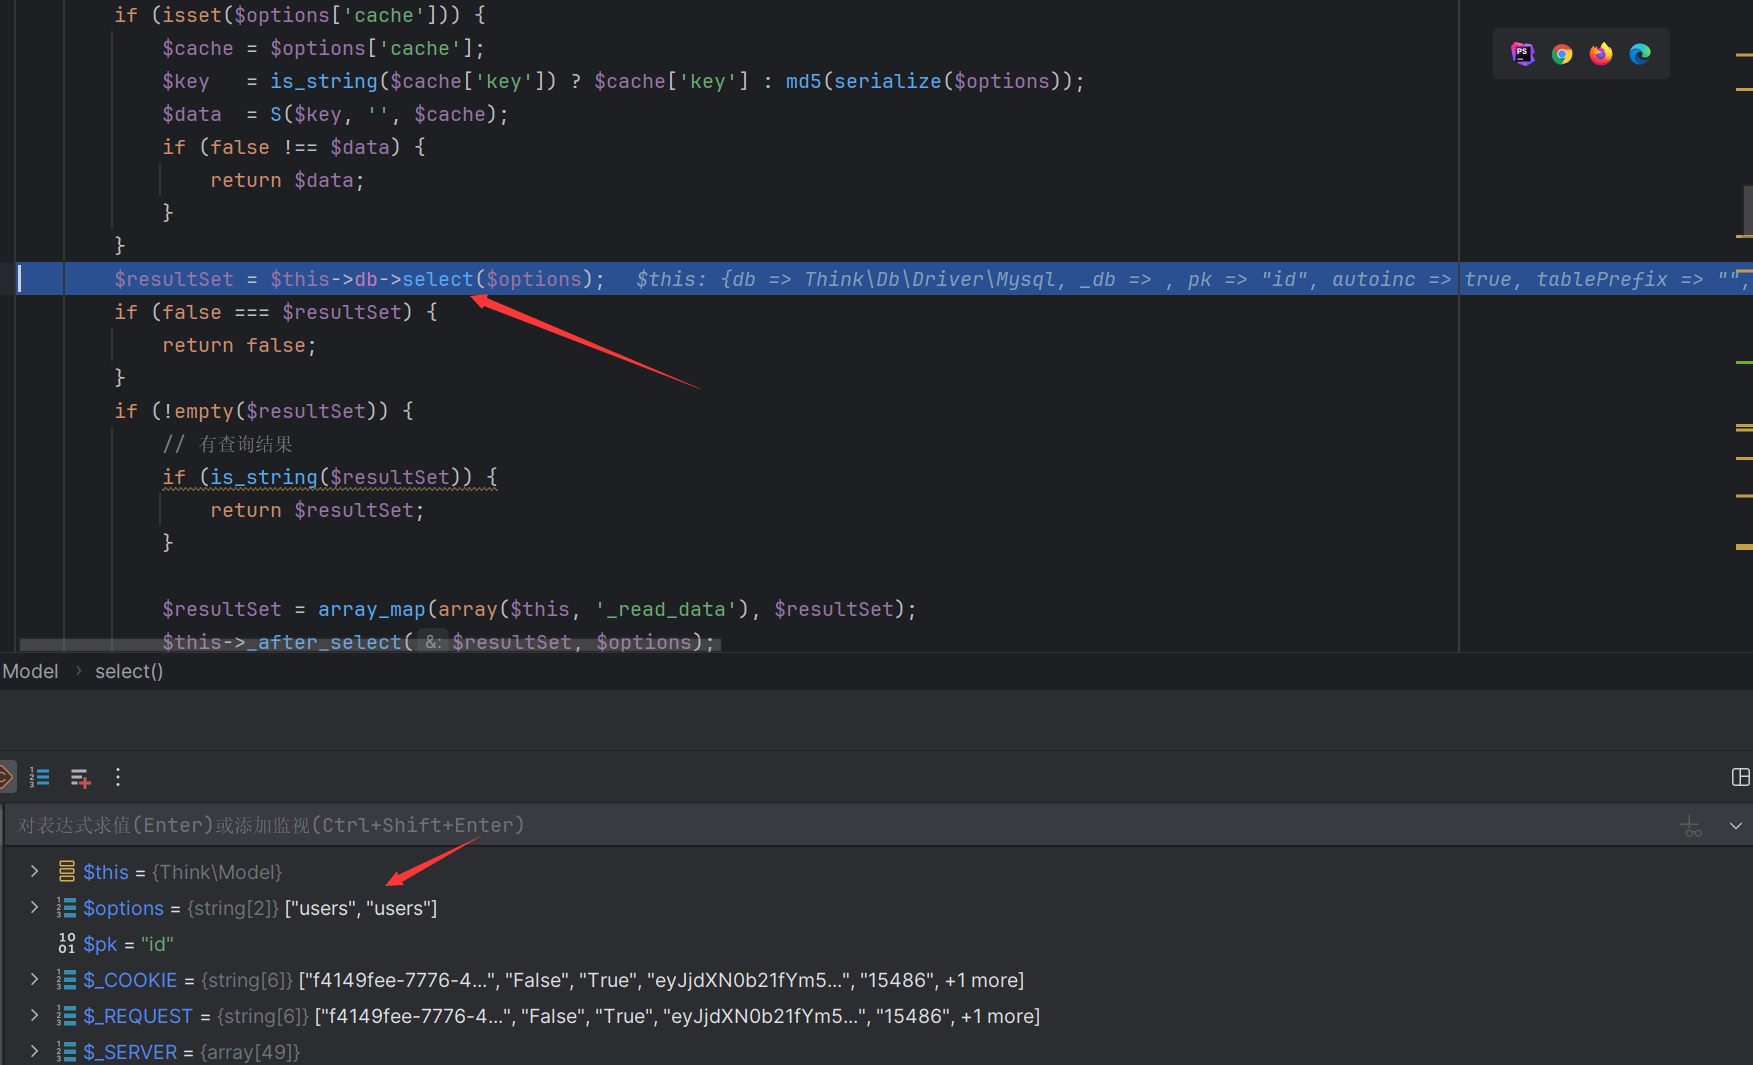 if (isset($options['cache'])) {
$cache = $options['cache'];
$key   = is_string($cache['key']) ? $cache['key'] : md5(serialize($options));
$data  = S($key, '', $cache);
if (false !== $data) {
return $data;
}
}
$resultSet = $this->db->select($options);   $this: {db => Think\Db\Driver\Mysql, _db => , pk => "id", autoinc => true, tablePrefix => "",
if (false === $resultSet) {
return false;
}
if (!empty($resultSet)) {
// 有查询结果
if (is_string($resultSet)) {
return $resultSet;
}
$resultSet = array_map(array($this, '_read_data'), $resultSet);
$this->_after_select( &: $resultSet, $options);
Model > select()
对表达式求值(Enter)或添加监视(Ctrl+Shift+Enter)
$this = {Think\Model}
$options = {string[2]} ["users", "users"]
$pk = "id"
$_COOKIE = {string[6]} ["f4149fee-7776-4...", "False", "True", "eyJjdXN0b21fYm5...", "15486", +1 more]
$_REQUEST = {string[6]} ["f4149fee-7776-4...", "False", "True", "eyJjdXN0b21fYm5...", "15486", +1 more]
$_SERVER = {array[49]}